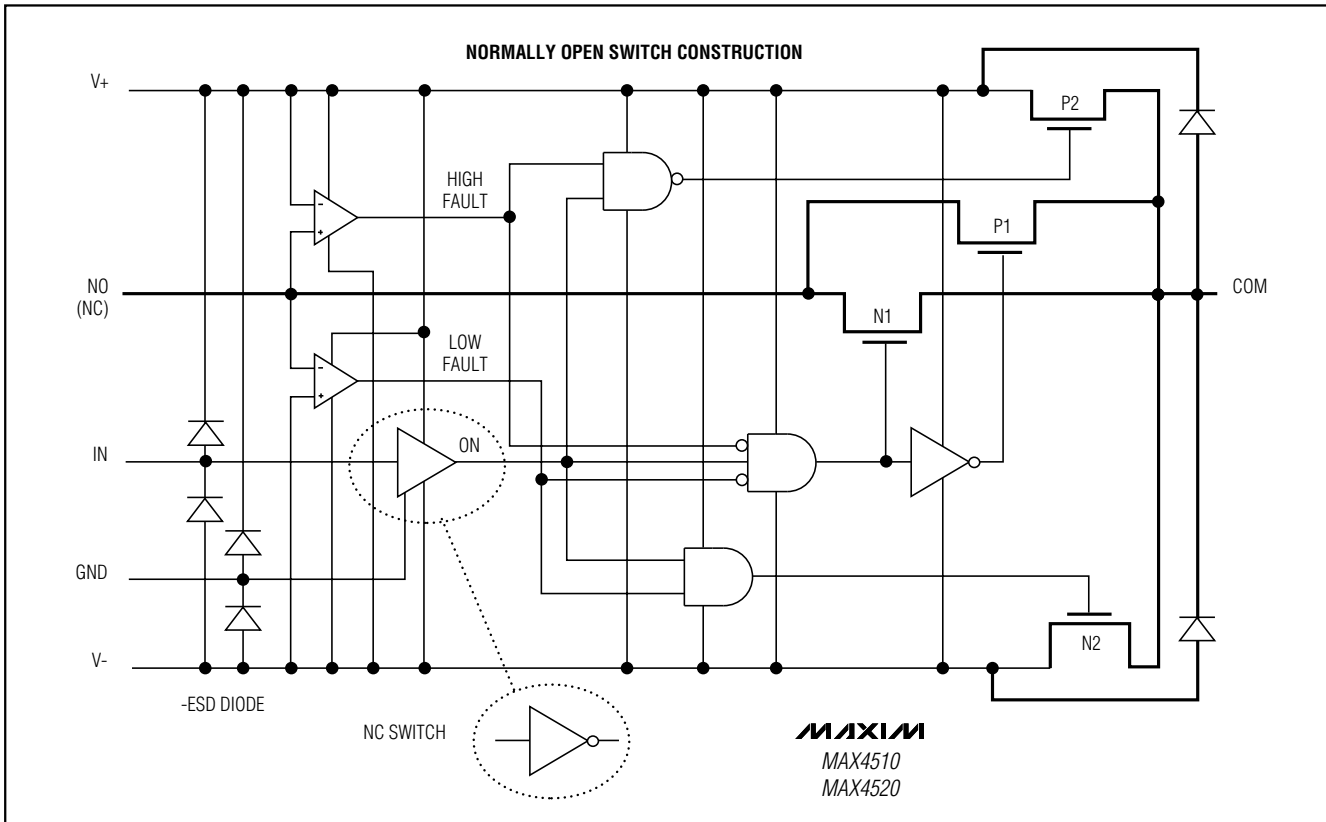 NORMALLY OPEN SWITCH CONSTRUCTION
V+
P2
HIGH
FAULT
-
+
P1
NO
(NC)
COM
N1
LOW
FAULT
-
+
ON
IN
GND
N2
V-
-ESD DIODE
NC SWITCH
MAXIM
MAX4510
MAX4520